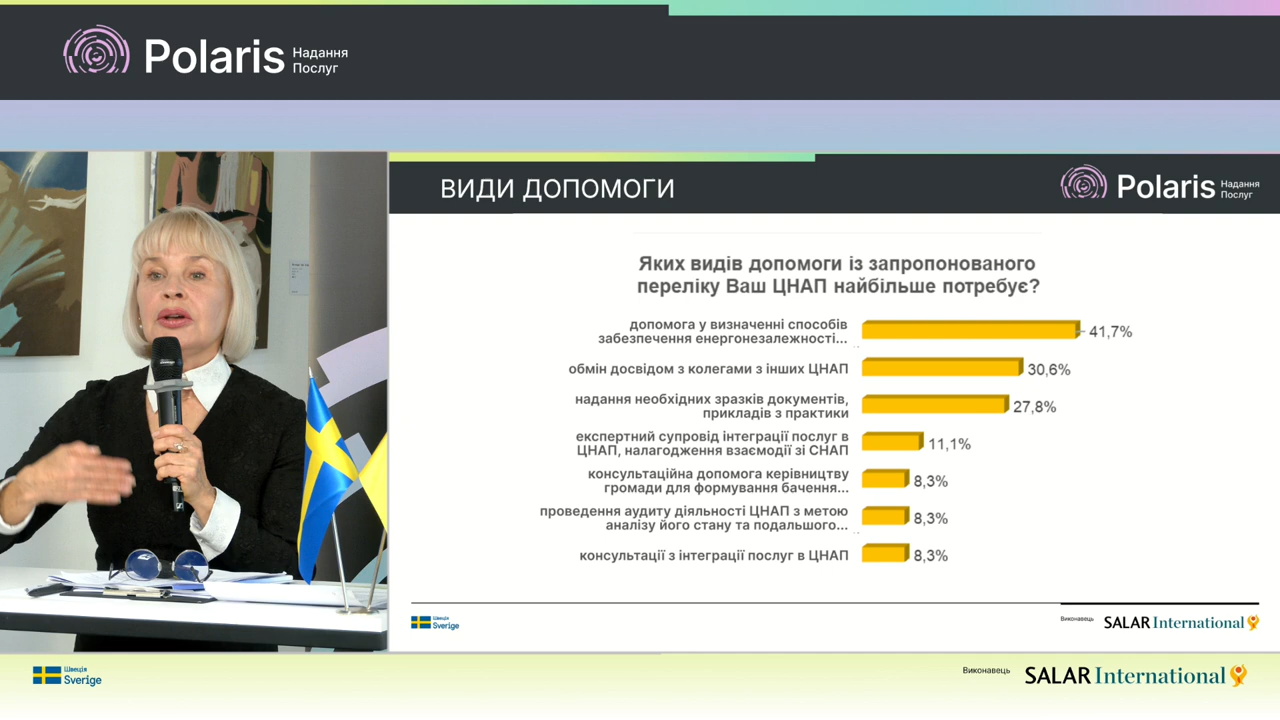 Polaris Надання
Послуг
ВИДИ ДОПОМОГИ
Polaris Надання
Послуг
Яких видів допомоги із запропонованого
переліку Ваш ЦНАП найбільше потребує?
допомога у визначенні способів
забезпечення енергонезалежності...
41,7%
обмін досвідом з колегами з інших ЦНАП
30,6%
надання необхідних зразків документів,
прикладів з практики
27,8%
експертний супровід інтеграції послуг в
ЦНАП, налагодження взаємодії зі СНАП
11,1%
консультаційна допомога керівництву
громади для формування бачення...
8,3%
проведення аудиту діяльності ЦНАП з метою
аналізу його стану та подальшого...
8,3%
консультації з інтеграції послуг в ЦНАП
8,3%
Швеція
Sverige
Виконавець
SALAR International
Швеція
Sverige
Виконавець
SALAR International